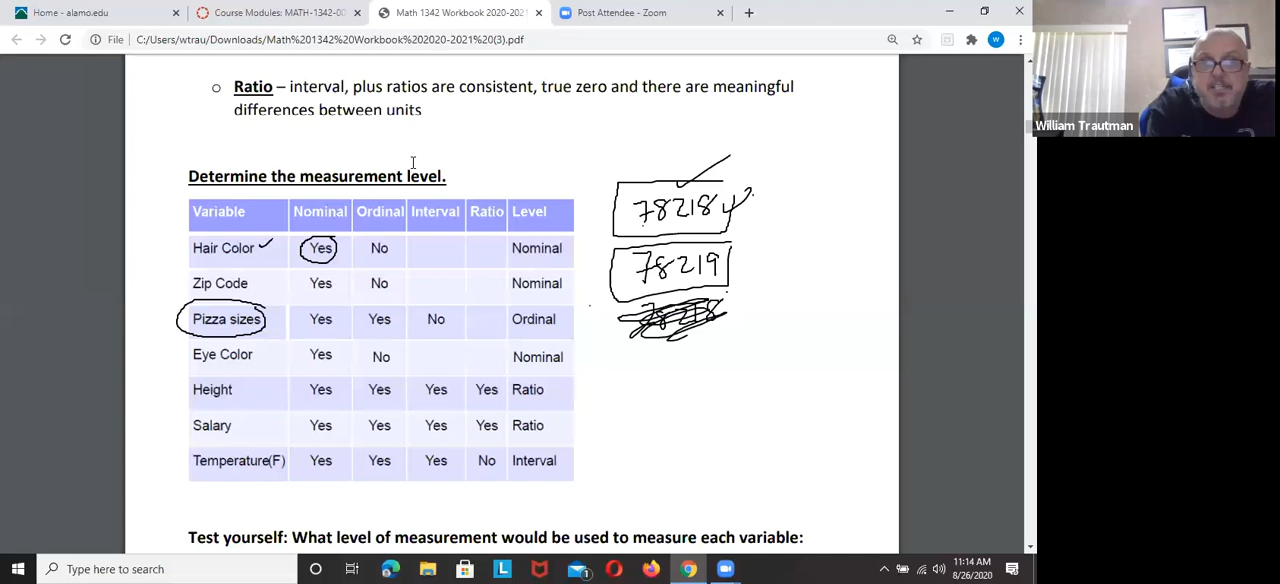 Home - alamo.edu
Course Modules: MATH-1342-00
Math 1342 Workbook 2020-2021
Post Attendee - Zoom
File
C:/Users/wtrau/Downloads/Math%201342%20Workbook%202020-2021%20(3).pdf
William Trautman
Ratio – interval, plus ratios are consistent, true zero and there are meaningful
differences between units
Determine the measurement level.
Variable Nominal Ordinal Interval Ratio Level
Hair Color Yes No Nominal
Zip Code Yes No Nominal
Pizza sizes Yes Yes No Ordinal
Eye Color Yes No Nominal
Height Yes Yes Yes Yes Ratio
Salary Yes Yes Yes Yes Ratio
Temperature(F) Yes Yes Yes No Interval
78218
78219
Test yourself: What level of measurement would be used to measure each variable:
Type here to search
11:14 AM
8/26/2020